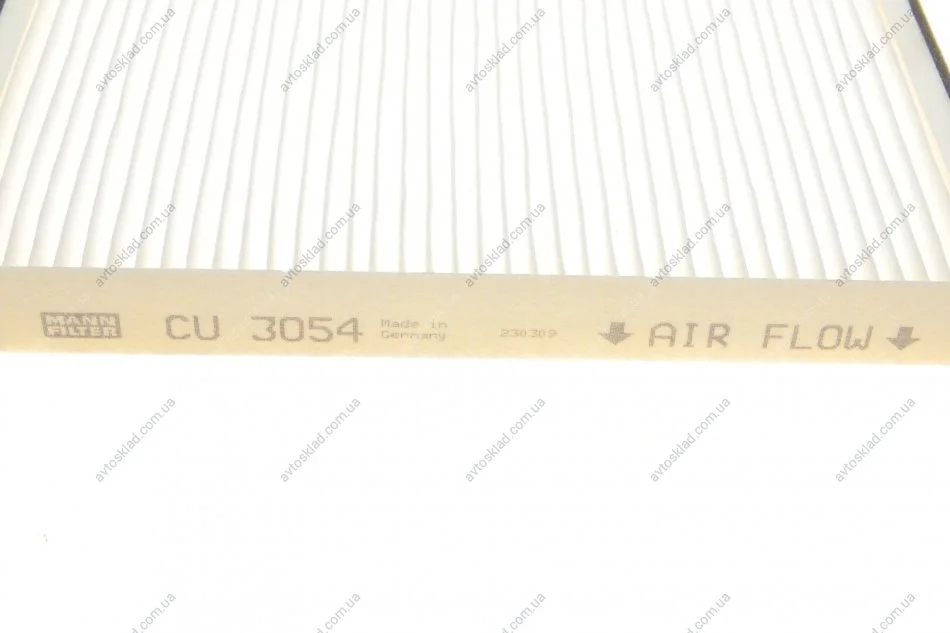 MANN
FILTER
CU 3054
Made in
Germany
230309
AIR FLOW
avtosklad.com.ua